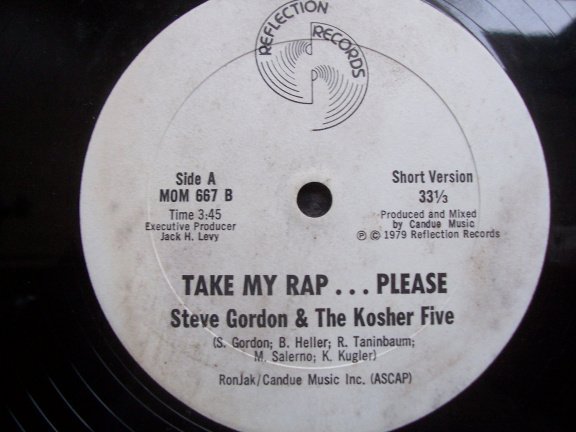 REFLECTION
RECORDS
Side A
MOM 667 B
Time 3:45
Executive Producer
Jack H. Levy
Short Version
33⅓
Produced and Mixed
by Candue Music
Ⓟ © 1979 Reflection Records
TAKE MY RAP . . . PLEASE
Steve Gordon & The Kosher Five
(S. Gordon; B. Heller; R. Taninbaum;
M. Salerno; K. Kugler)
RonJak/Candue Music Inc. (ASCAP)